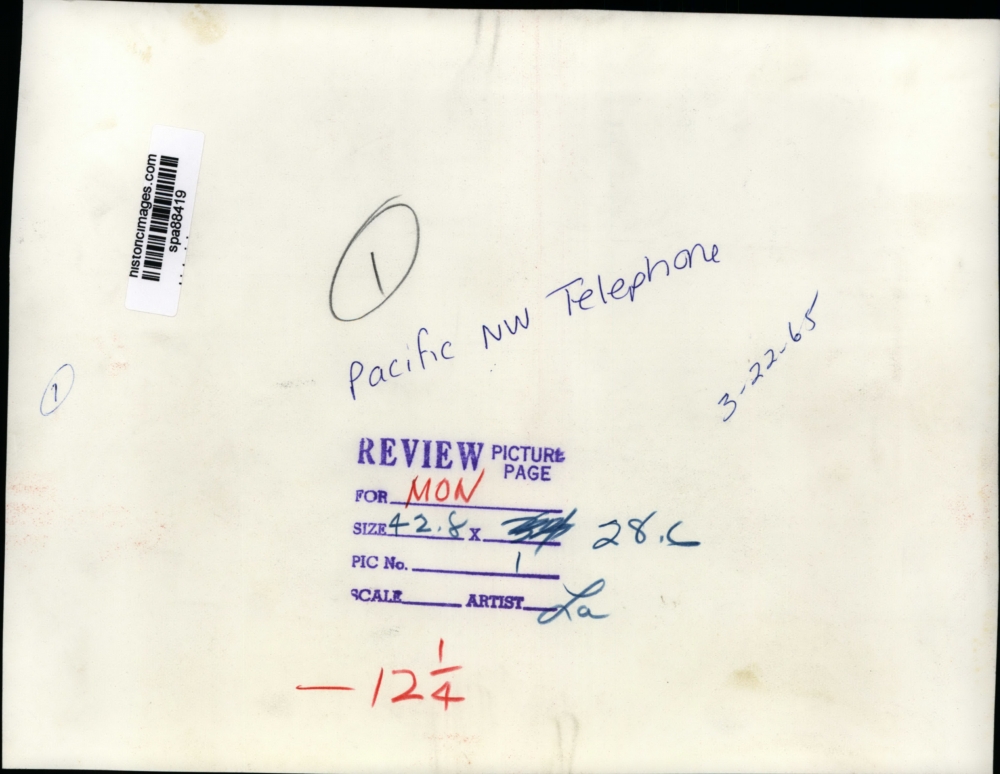 historicimages.com
spa88419
1
Pacific NW Telephone
3-22-65
1
REVIEW PICTURE PAGE
FOR MON
SIZE 42.8 x 28.
PIC No. 1
SCALE ARTIST La
— 12 1/4